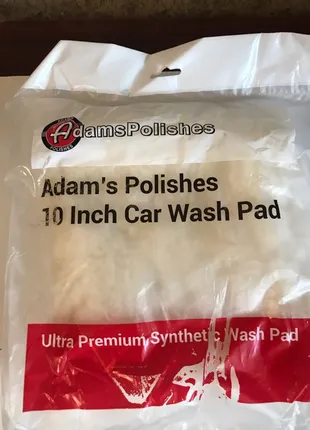 AdamsPolishes
Adam's Polishes
10 Inch Car Wash Pad
Ultra Premium Synthetic Wash Pad